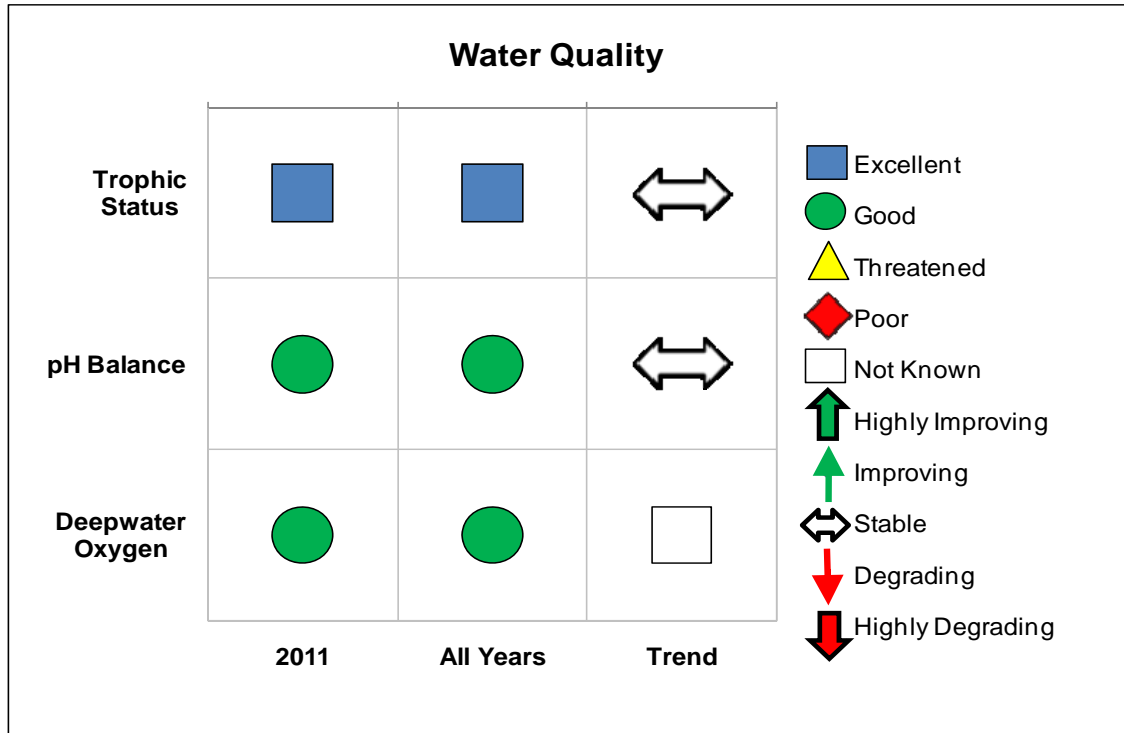 Water Quality
Trophic
Status
pH Balance
Deepwater
Oxygen
2011
All Years
Trend
Excellent
Good
Threatened
Poor
Not Known
Highly Improving
Improving
Stable
Degrading
Highly Degrading